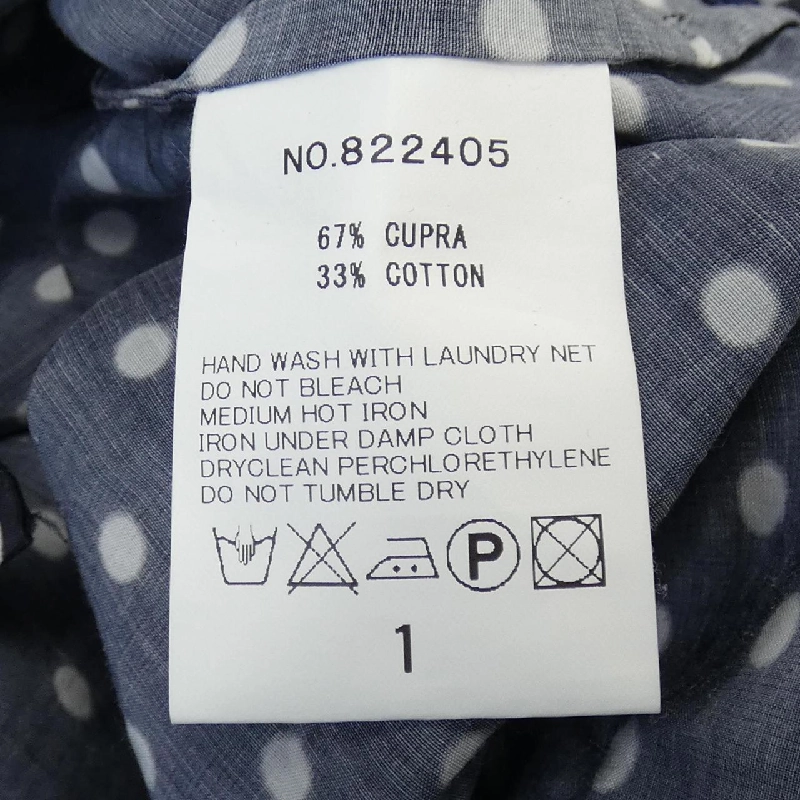 NO.822405
67% CUPRA
33% COTTON
HAND WASH WITH LAUNDRY NET
DO NOT BLEACH
MEDIUM HOT IRON
IRON UNDER DAMP CLOTH
DRYCLEAN PERCHLORETHYLENE
DO NOT TUMBLE DRY
P
1